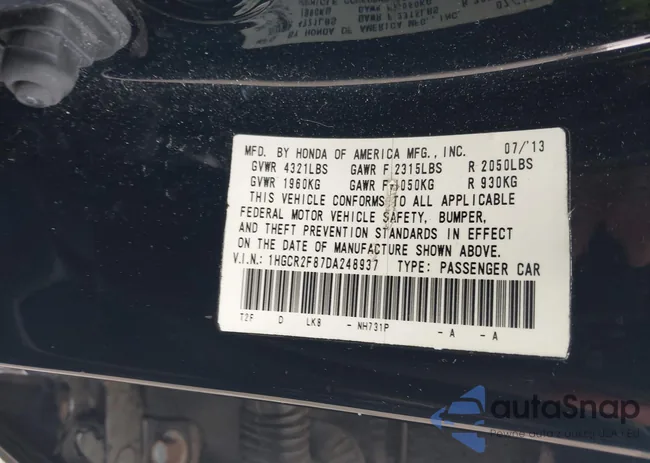 MFD. BY HONDA OF AMERICA MFG., INC. 07/'13
GVWR 4321LBS GAWR F 2315LBS R 2050LBS
GVWR 1960KG GAWR F 1050KG R 930KG
THIS VEHICLE CONFORMS TO ALL APPLICABLE
FEDERAL MOTOR VEHICLE SAFETY, BUMPER,
AND THEFT PREVENTION STANDARDS IN EFFECT
ON THE DATE OF MANUFACTURE SHOWN ABOVE.
V.I.N.: 1HGCR2F87DA248937 TYPE: PASSENGER CAR
T2F D LK8 - NH731P - A - A
autoSnap